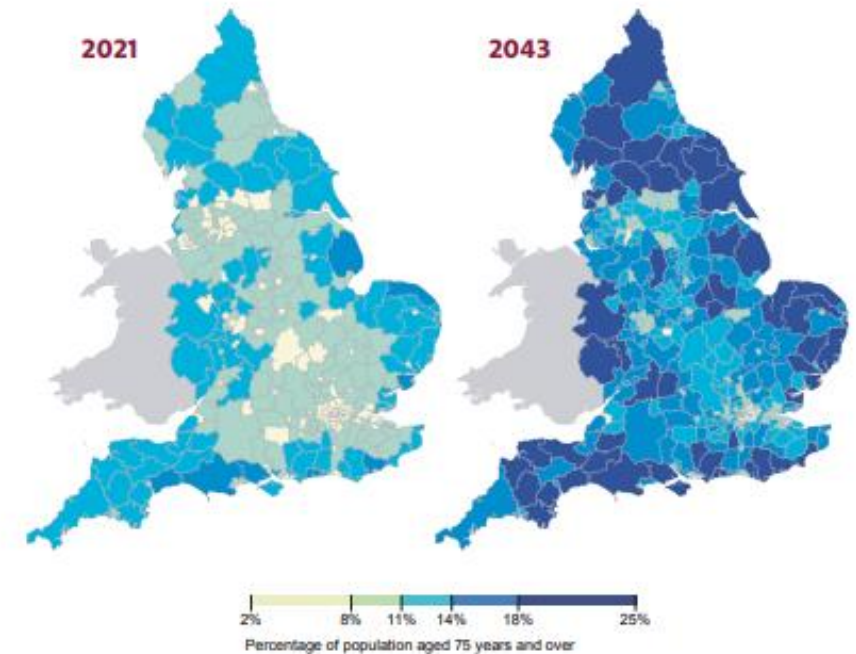 2021
2043
2% 8% 11% 14% 18% 25%
Percentage of population aged 75 years and over